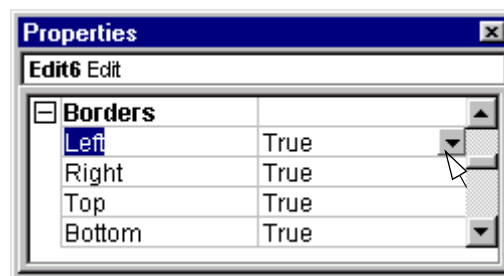 Properties
Edit6 Edit
Borders
Left True
Right True
Top True
Bottom True